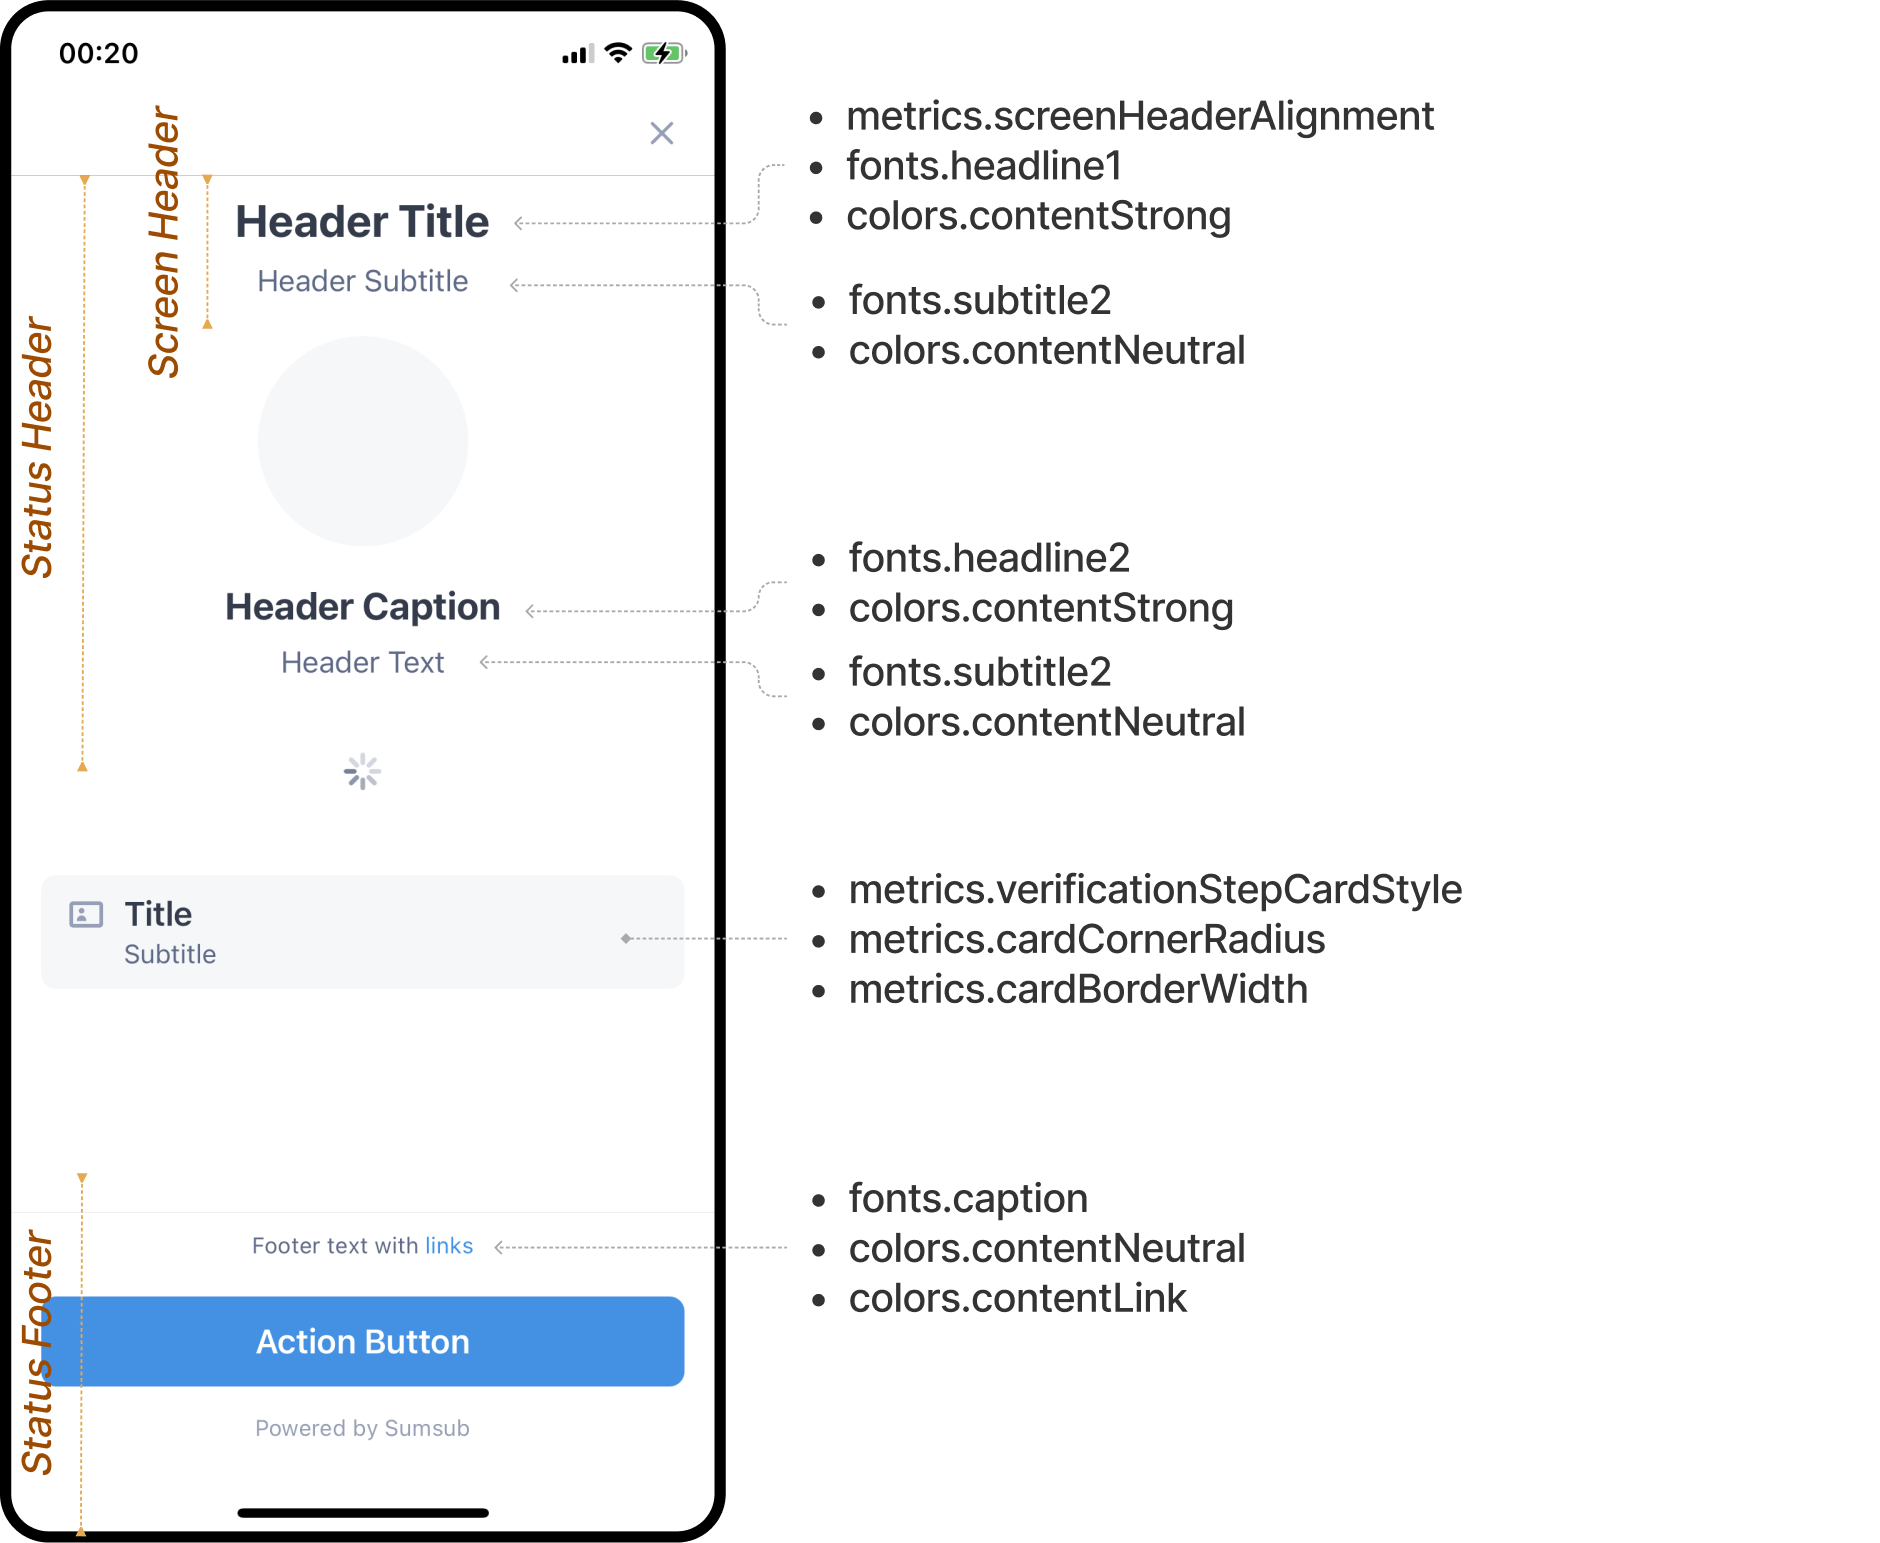 00:20
Screen Header
Status Header
Header Title
Header Subtitle
• metrics.screenHeaderAlignment
• fonts.headline1
• colors.contentStrong
• fonts.subtitle2
• colors.contentNeutral
Header Caption
Header Text
• fonts.headline2
• colors.contentStrong
• fonts.subtitle2
• colors.contentNeutral
Title
Subtitle
• metrics.verificationStepCardStyle
• metrics.cardCornerRadius
• metrics.cardBorderWidth
Status Footer
Footer text with links
Action Button
Powered by Sumsub
• fonts.caption
• colors.contentNeutral
• colors.contentLink